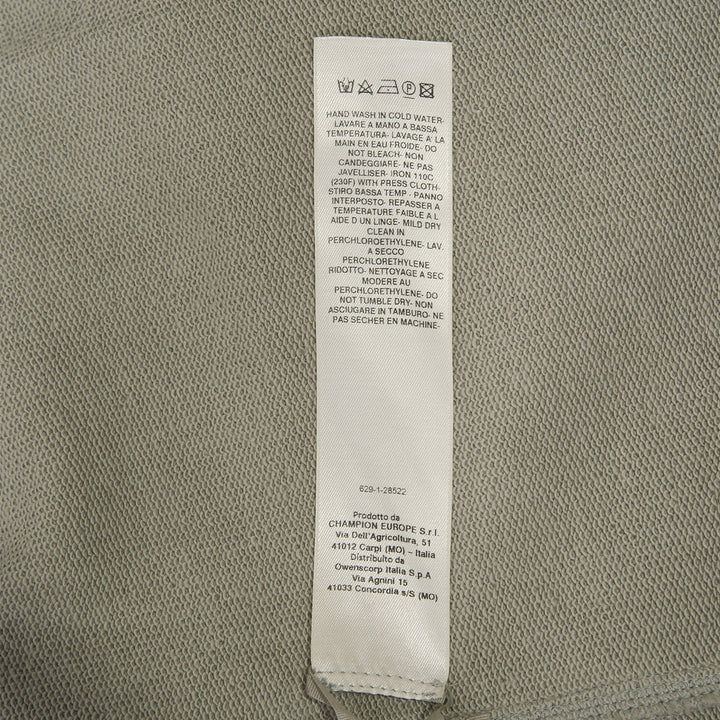 HAND WASH IN COLD WATER-
LAVARE A MANO A BASSA
TEMPERATURA- LAVAGE A' LA
MAIN EN EAU FROIDE- DO
NOT BLEACH- NON
CANDEGGIARE- NE PAS
JAVELLISER- IRON 110C
(230F) WITH PRESS CLOTH-
STIRO BASSA TEMP - PANNO
INTERPOSTO- REPASSER A
TEMPERATURE FAIBLE A L
AIDE D UN LINGE- MILD DRY
CLEAN IN
PERCHLOROETHYLENE- LAV.
A SECCO
PERCHLORETHYLENE
RIDOTTO- NETTOYAGE A SEC
MODERE AU
PERCHLORETHYLENE- DO
NOT TUMBLE DRY- NON
ASCIUGARE IN TAMBURO- NE
PAS SECHER EN MACHINE-
629-1-28522
Prodotto da
CHAMPION EUROPE S.r.l.
Via Dell'Agricoltura, 51
41012 Carpi (MO) – Italia
Distribuito da
Owenscorp Italia S.p.A
Via Agnini 15
41033 Concordia s/S (MO)